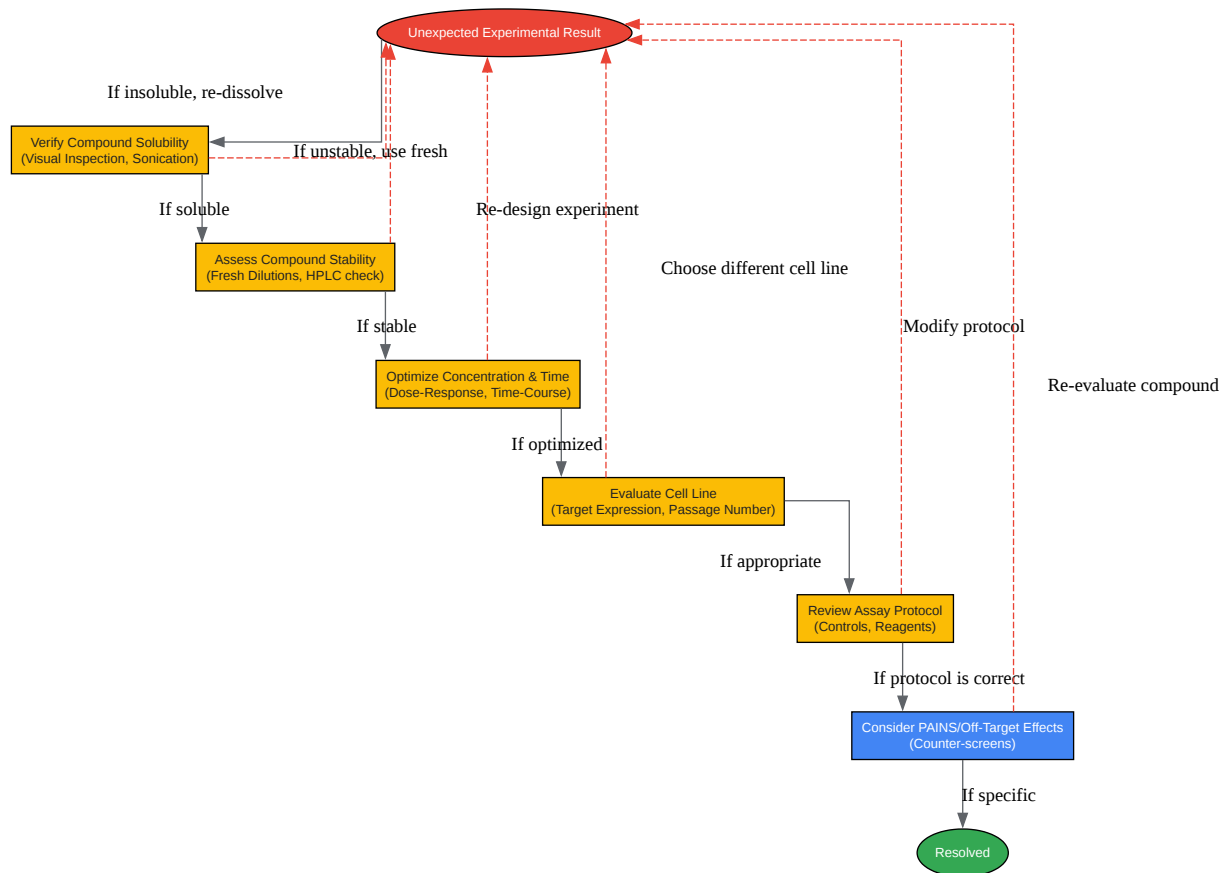 Unexpected Experimental Result
If insoluble, re-dissolve
Verify Compound Solubility
(Visual Inspection, Sonication)
If unstable, use fresh
If soluble
Re-design experiment
Assess Compound Stability
(Fresh Dilutions, HPLC check)
Choose different cell line
If stable
Modify protocol
Optimize Concentration & Time
(Dose-Response, Time-Course)
Re-evaluate compound
If optimized
Evaluate Cell Line
(Target Expression, Passage Number)
If appropriate
Review Assay Protocol
(Controls, Reagents)
If protocol is correct
Consider PAINS/Off-Target Effects
(Counter-screens)
If specific
Resolved